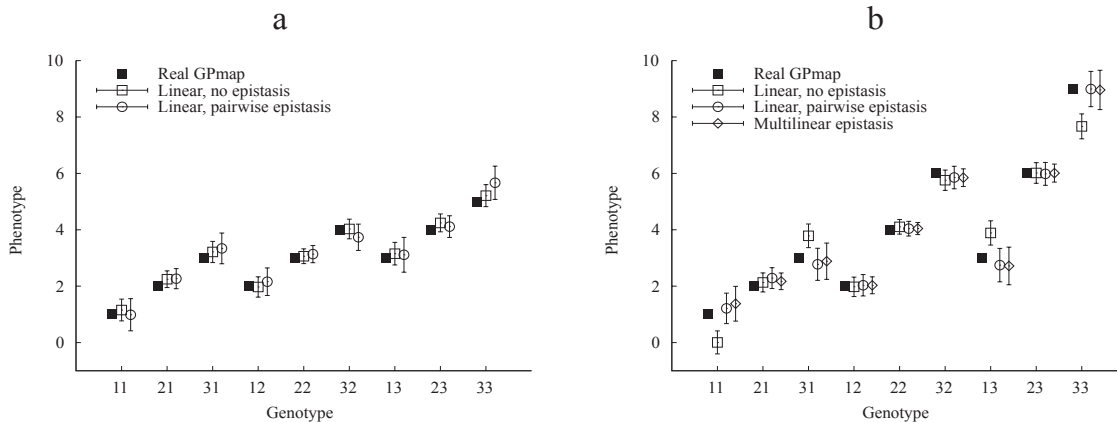 a
10
8
6
4
2
0
Phenotype
Real GPmap
Linear, no epistasis
Linear, pairwise epistasis
11 21 31 12 22 32 13 23 33
Genotype
b
10
8
6
4
2
0
Phenotype
Real GPmap
Linear, no epistasis
Linear, pairwise epistasis
Multilinear epistasis
11 21 31 12 22 32 13 23 33
Genotype